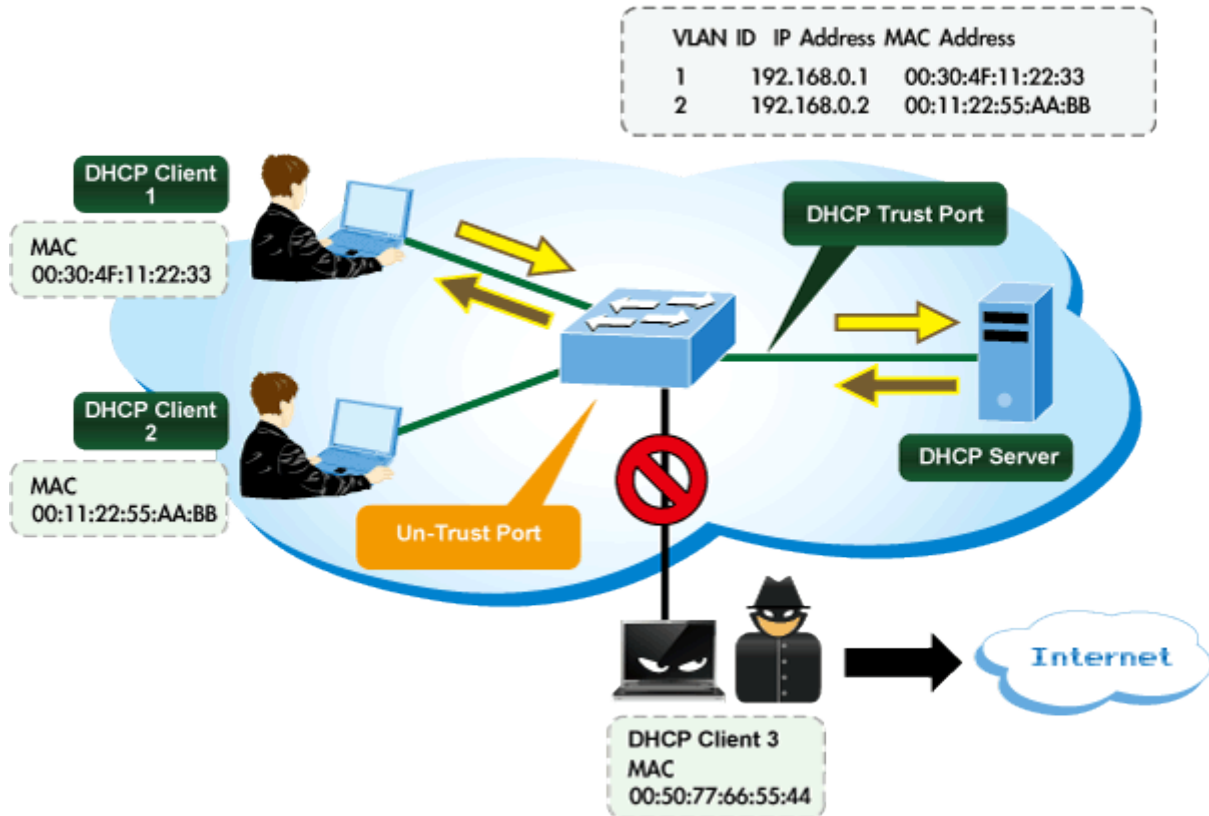 VLAN ID IP Address MAC Address
1 192.168.0.1 00:30:4F:11:22:33
2 192.168.0.2 00:11:22:55:AA:BB
DHCP Client
1
MAC
00:30:4F:11:22:33
DHCP Trust Port
DHCP Client
2
MAC
00:11:22:55:AA:BB
DHCP Server
Un-Trust Port
Internet
DHCP Client 3
MAC
00:50:77:66:55:44